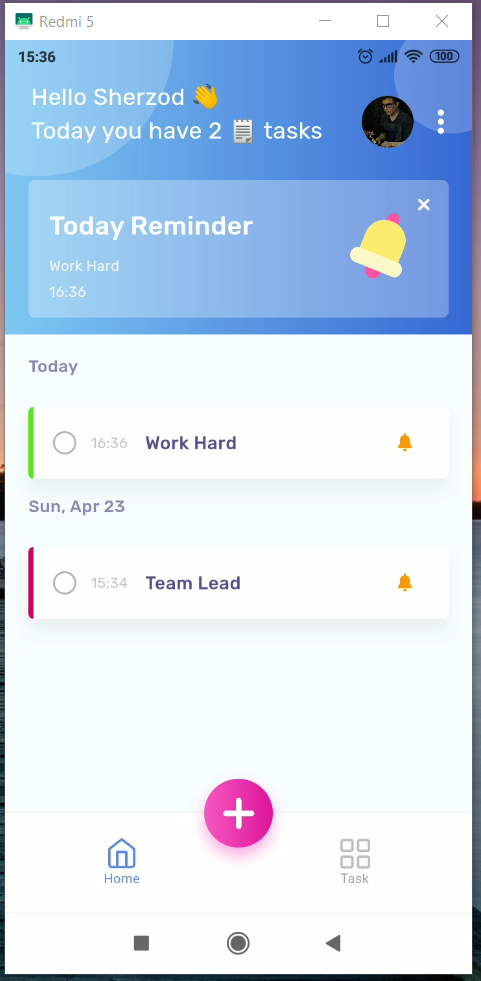 Redmi 5
15:36
100
Hello Sherzod 👋
Today you have 2 🗒️ tasks
Today Reminder
Work Hard
16:36
Today
16:36 Work Hard
Sun, Apr 23
15:34 Team Lead
Home
Task